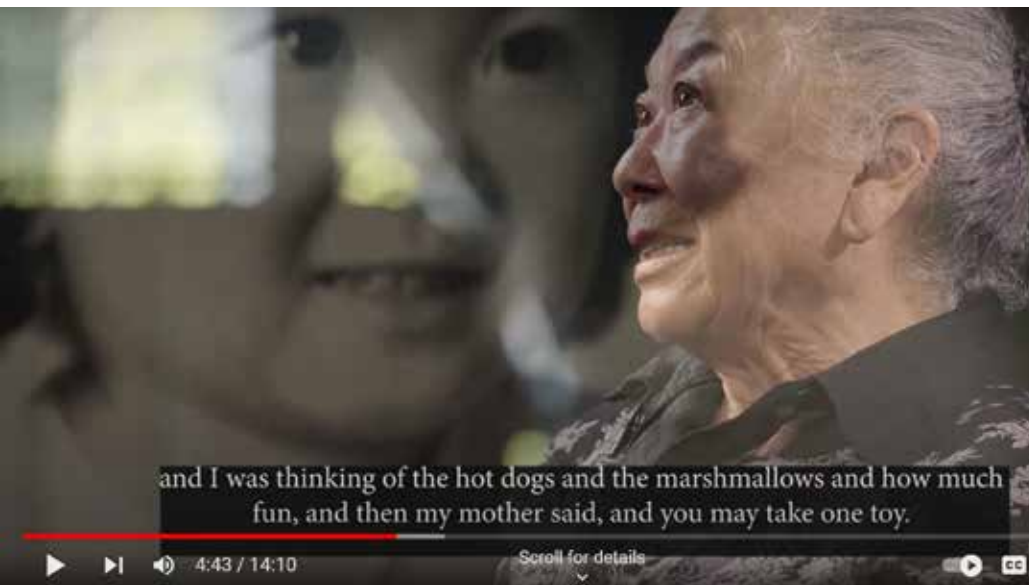 and I was thinking of the hot dogs and the marshmallows and how much
fun, and then my mother said, and you may take one toy.
4:43 / 14:10
Scroll for details
CC